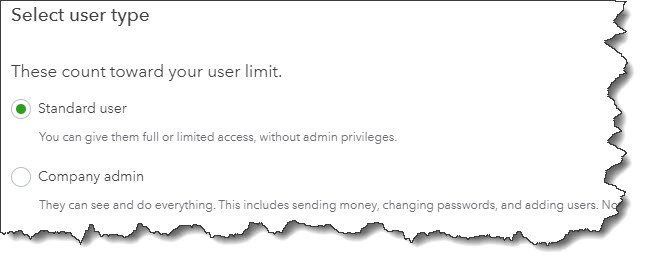 Select user type
These count toward your user limit.
Standard user
You can give them full or limited access, without admin privileges.
Company admin
They can see and do everything. This includes sending money, changing passwords, and adding users. No